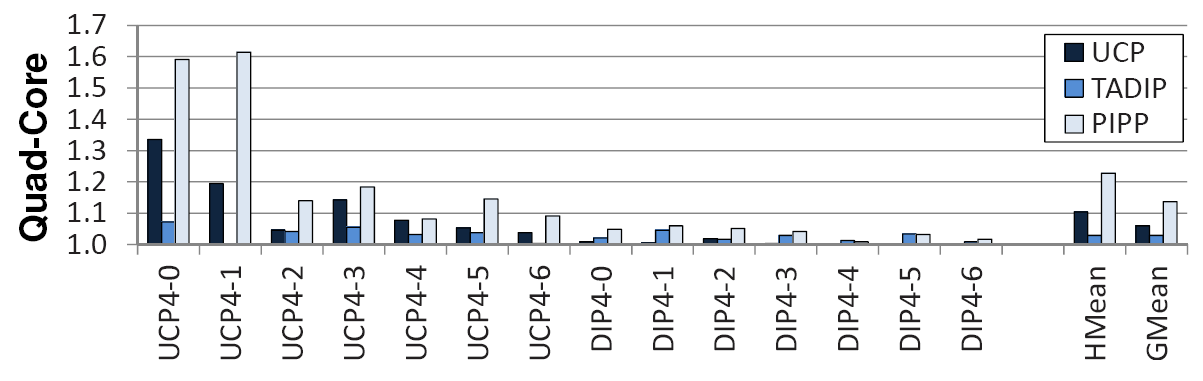 Quad-Core
1.7
1.6
1.5
1.4
1.3
1.2
1.1
1.0
UCP
TADIP
PIPP
UCP4-0
UCP4-1
UCP4-2
UCP4-3
UCP4-4
UCP4-5
UCP4-6
DIP4-0
DIP4-1
DIP4-2
DIP4-3
DIP4-4
DIP4-5
DIP4-6
HMean
GMean